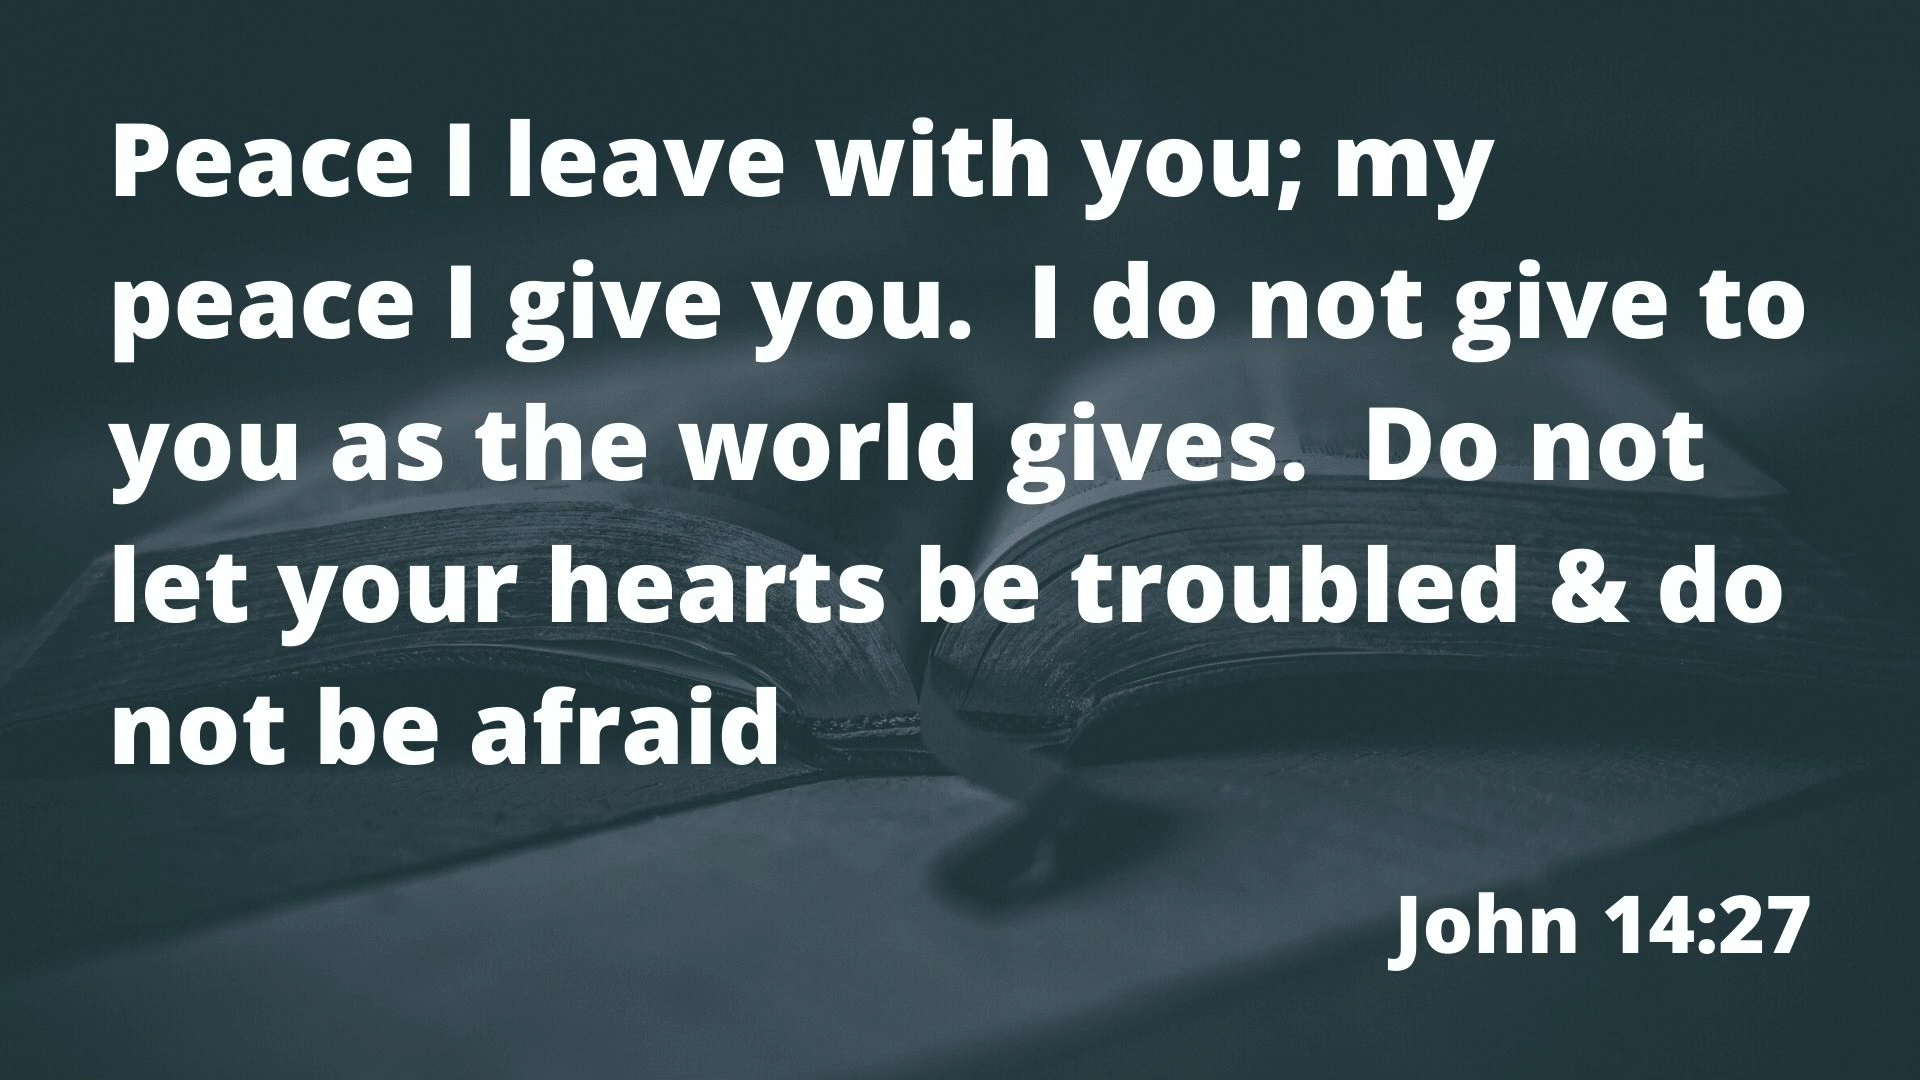 Peace I leave with you; my
peace I give you.  I do not give to
you as the world gives.  Do not
let your hearts be troubled & do
not be afraid
John 14:27